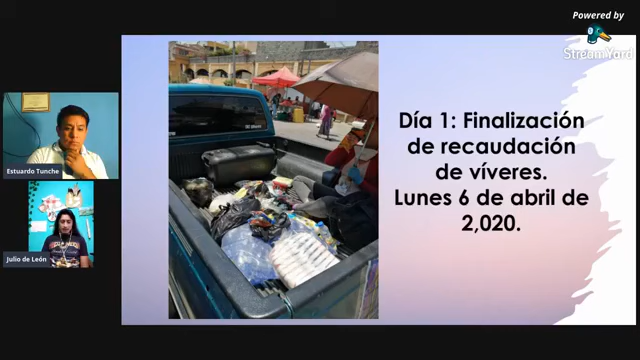 Powered by
StreamYard
Estuardo Tunche
Julio de León
Día 1: Finalización
de recaudación
de víveres.
Lunes 6 de abril de
2,020.